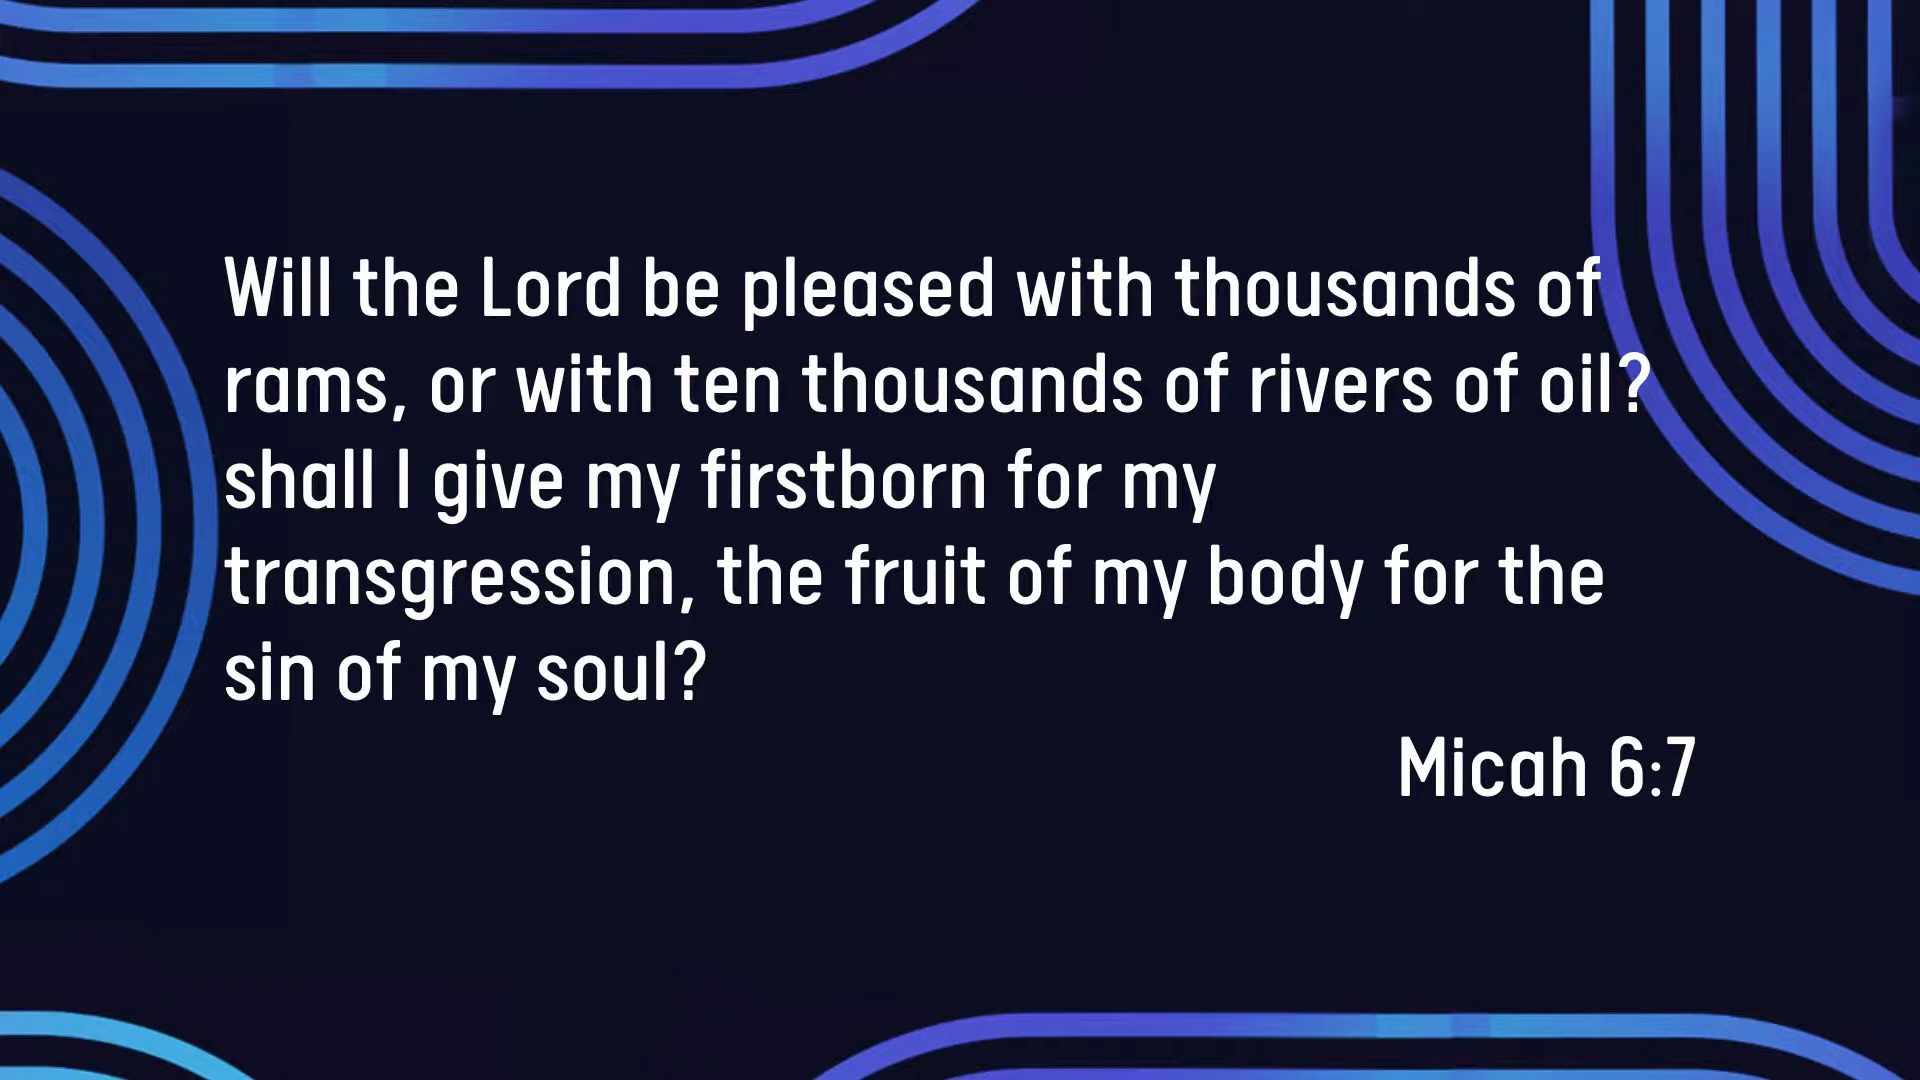 Will the Lord be pleased with thousands of
rams, or with ten thousands of rivers of oil?
shall I give my firstborn for my
transgression, the fruit of my body for the
sin of my soul?
Micah 6:7